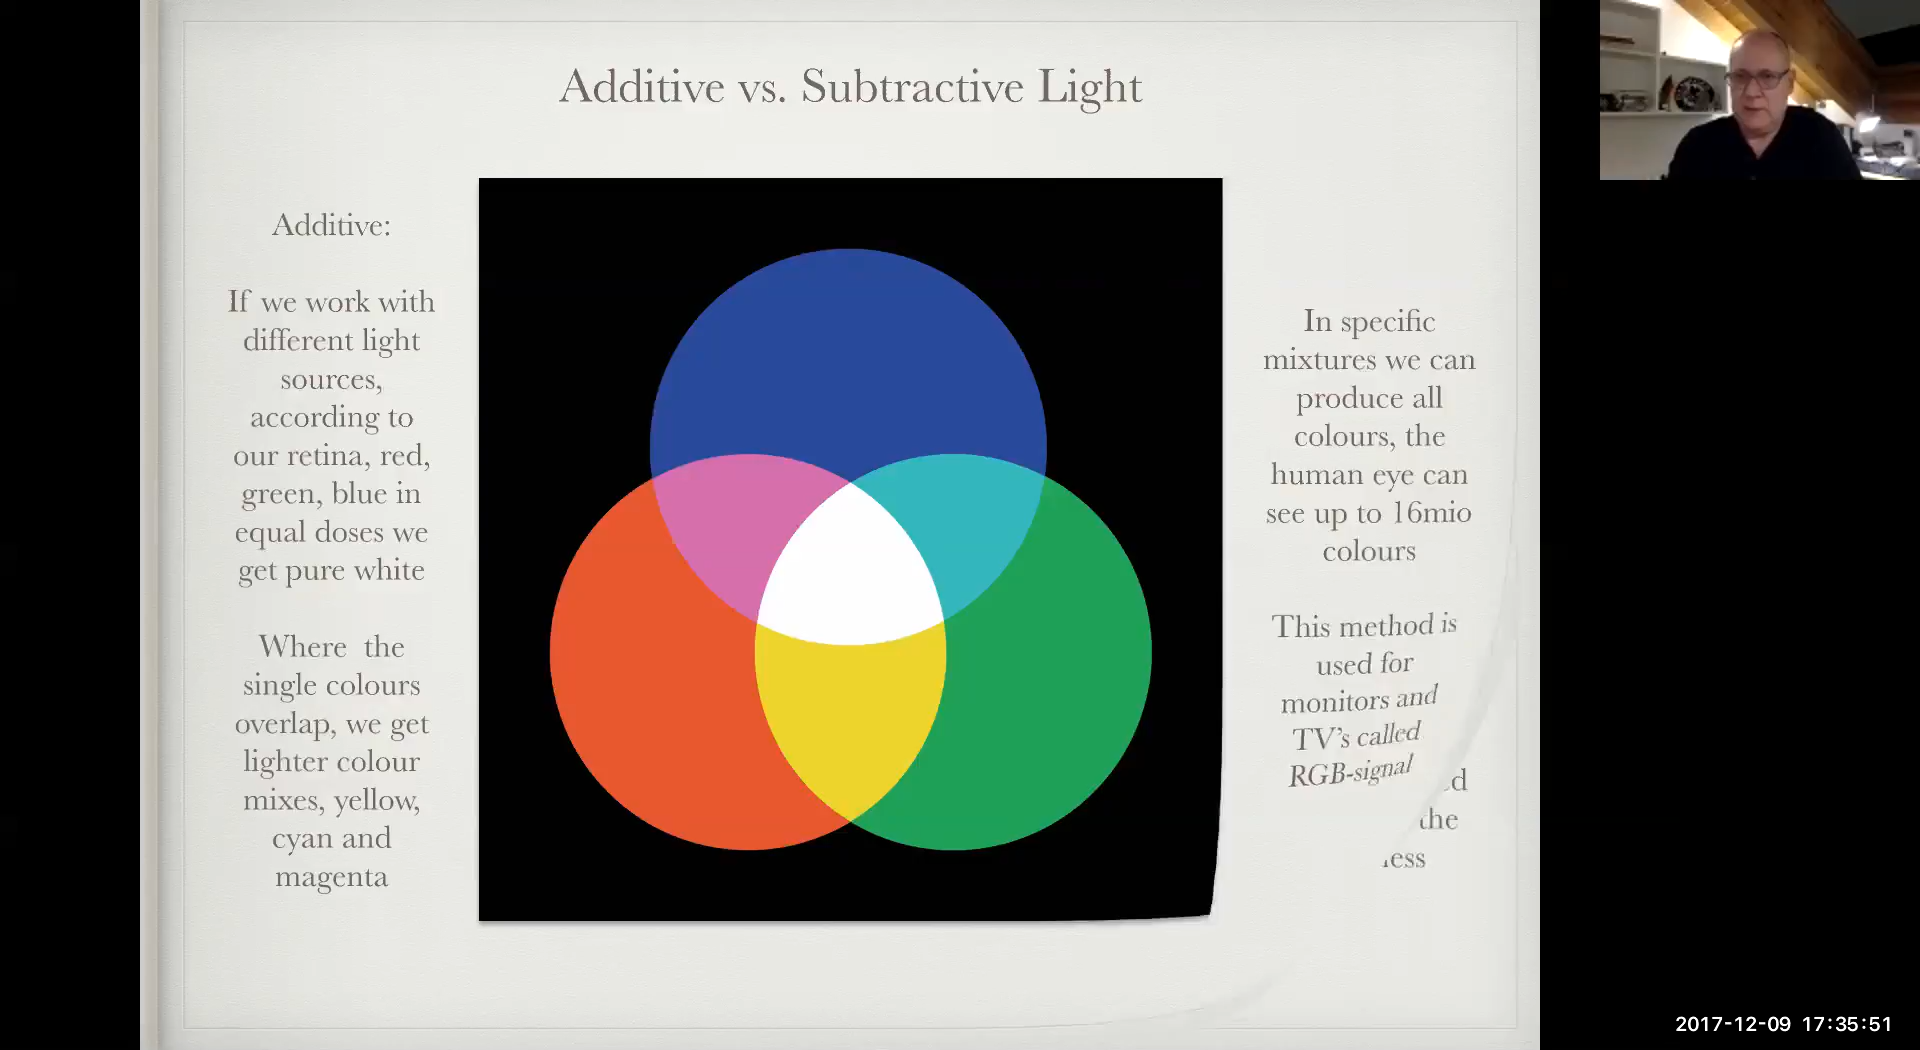 Additive vs. Subtractive Light
Additive:
If we work with
different light
sources,
according to
our retina, red,
green, blue in
equal doses we
get pure white
Where the
single colours
overlap, we get
lighter colour
mixes, yellow,
cyan and
magenta
In specific
mixtures we can
produce all
colours, the
human eye can
see up to 16mio
colours
This method is
used for
monitors and
TV's called
RGB-signal
the
2017-12-09 17:35:51